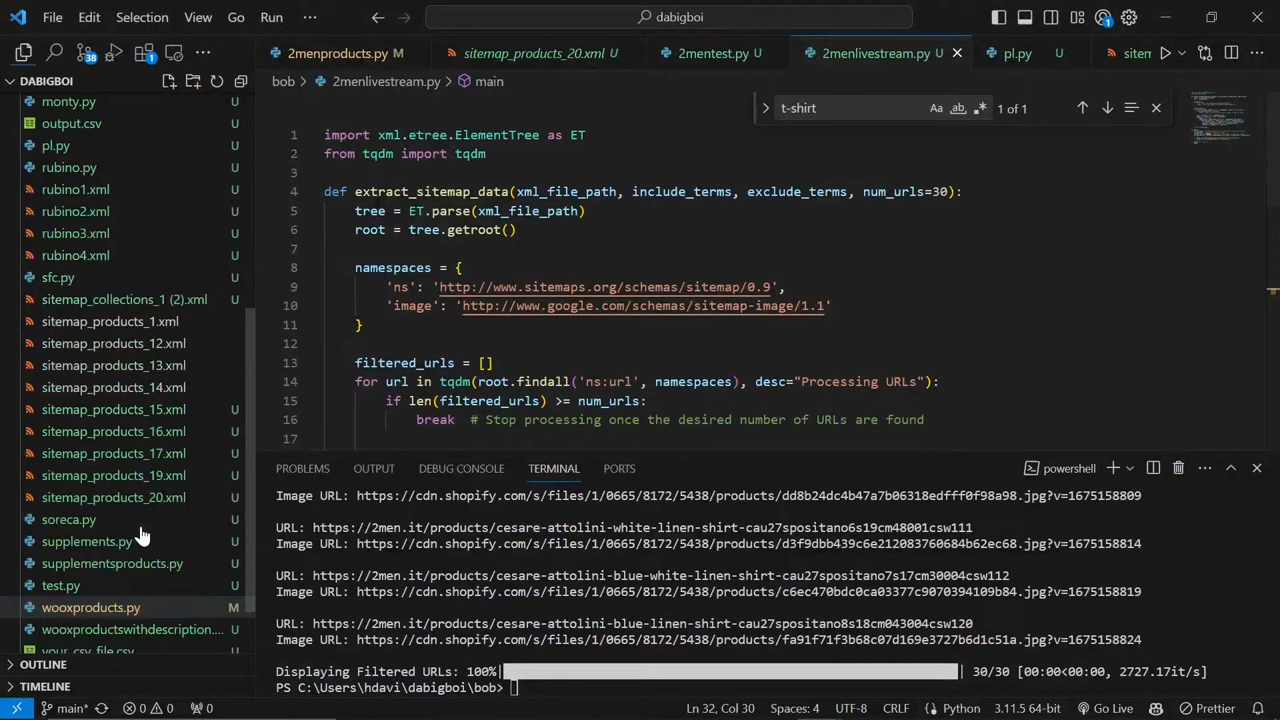 File Edit Selection View Go Run ··· dabigboi
DABIGBOI
monty.py U
output.csv U
pl.py U
rubino.py U
rubino1.xml U
rubino2.xml U
rubino3.xml U
rubino4.xml U
sfc.py U
sitemap_collections_1 (2).xml U
sitemap_products_1.xml
sitemap_products_12.xml
sitemap_products_13.xml
sitemap_products_14.xml
sitemap_products_15.xml U
sitemap_products_16.xml U
sitemap_products_17.xml U
sitemap_products_19.xml U
sitemap_products_20.xml U
soreca.py U
supplements.py U
supplementsproducts.py U
test.py U
wooxproducts.py M
wooxproductswithdescription.... U
your_csv_file.csv U
OUTLINE
TIMELINE
38 1 1
2menproducts.py M sitemap_products_20.xml U 2mentest.py U 2menlivestream.py U pl.py U sitem
bob > 2menlivestream.py > main
t-shirt Aa ab .* 1 of 1
1 import xml.etree.ElementTree as ET
2 from tqdm import tqdm
3
4 def extract_sitemap_data(xml_file_path, include_terms, exclude_terms, num_urls=30):
5 tree = ET.parse(xml_file_path)
6 root = tree.getroot()
7
8 namespaces = {
9 'ns': 'http://www.sitemaps.org/schemas/sitemap/0.9',
10 'image': 'http://www.google.com/schemas/sitemap-image/1.1'
11 }
12
13 filtered_urls = []
14 for url in tqdm(root.findall('ns:url', namespaces), desc="Processing URLs"):
15 if len(filtered_urls) >= num_urls:
16 break # Stop processing once the desired number of URLs are found
17
PROBLEMS OUTPUT DEBUG CONSOLE TERMINAL PORTS powershell
Image URL: https://cdn.shopify.com/s/files/1/0665/8172/5438/products/dd8b24dc4b47a7b06318edfff0f98a98.jpg?v=1675158809
URL: https://2men.it/products/cesare-attolini-white-linen-shirt-cau27spositano6s19cm48001csw111
Image URL: https://cdn.shopify.com/s/files/1/0665/8172/5438/products/d3f9dbb439c6e212083760684b62ec68.jpg?v=1675158814
URL: https://2men.it/products/cesare-attolini-blue-white-linen-shirt-cau27spositano7s17cm30004csw112
Image URL: https://cdn.shopify.com/s/files/1/0665/8172/5438/products/c6ec470bdc0771a03377c9070394109b84.jpg?v=1675158819
URL: https://2men.it/products/cesare-attolini-blue-linen-shirt-cau27spositano8s18cm043000csw120
Image URL: https://cdn.shopify.com/s/files/1/0665/8172/5438/products/fa91f71f3b68c07d169e3727b6d1c51a.jpg?v=1675158824
Displaying Filtered URLs: 100%| | 30/30 [00:00<00:00, 2727.17it/s]
PS C:\Users\hdavi\dabigboi\bob>
main* 0 0 0 Ln 32, Col 30 Spaces: 4 UTF-8 CRLF Python 3.11.5 64-bit Go Live Prettier